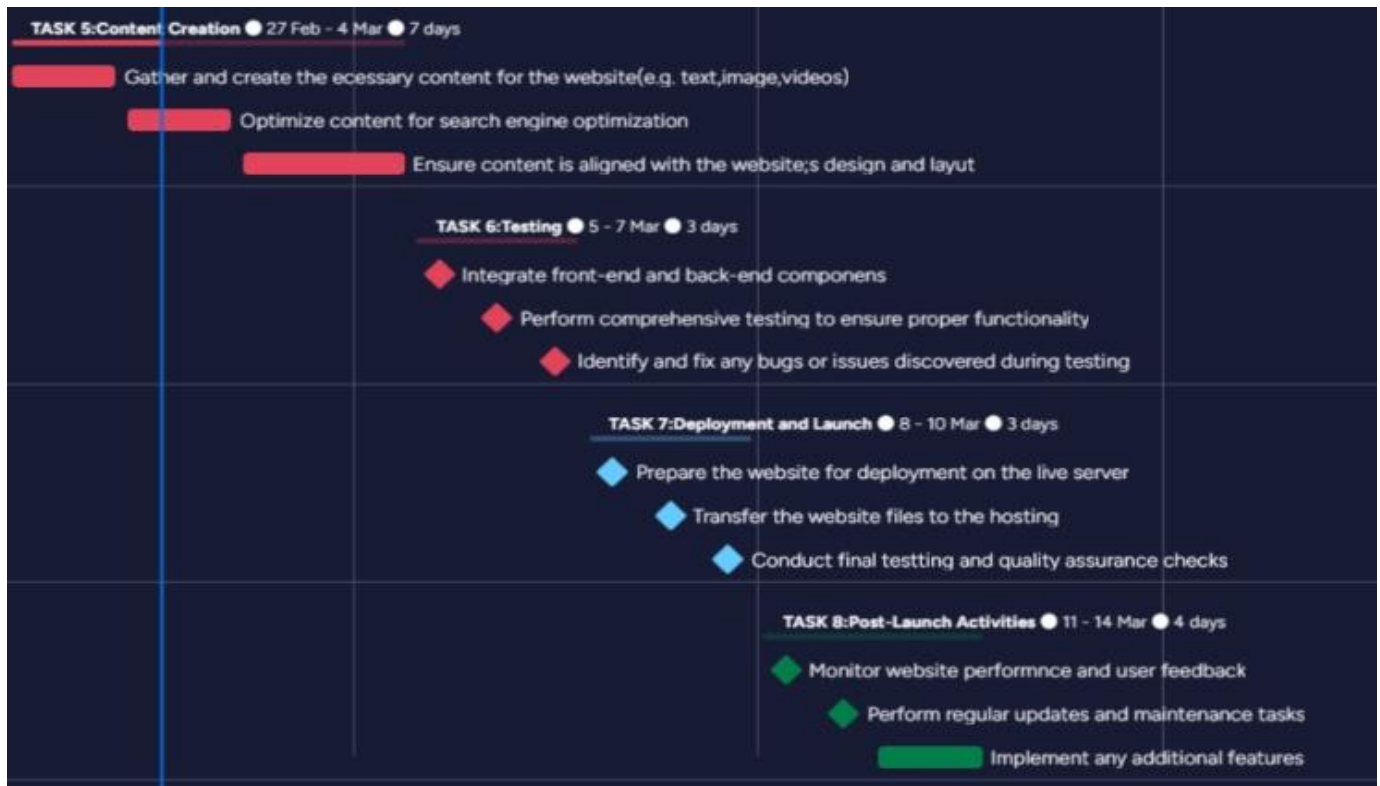 TASK 5:Content Creation ● 27 Feb - 4 Mar ● 7 days
Gather and create the ecessary content for the website(e.g. text,image,videos)
Optimize content for search engine optimization
Ensure content is aligned with the website;s design and layut
TASK 6:Testing ● 5 - 7 Mar ● 3 days
Integrate front-end and back-end componens
Perform comprehensive testing to ensure proper functionality
Identify and fix any bugs or issues discovered during testing
TASK 7:Deployment and Launch ● 8 - 10 Mar ● 3 days
Prepare the website for deployment on the live server
Transfer the website files to the hosting
Conduct final testting and quality assurance checks
TASK 8:Post-Launch Activities ● 11 - 14 Mar ● 4 days
Monitor website performnce and user feedback
Perform regular updates and maintenance tasks
Implement any additional features